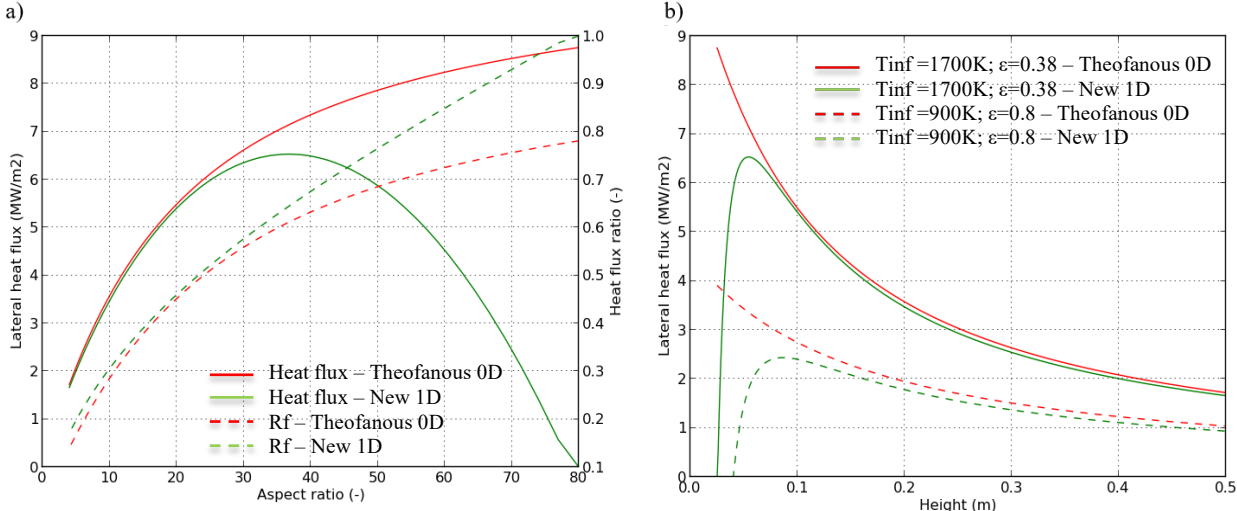 a)
9
8
7
6
5
4
3
2
1
0
Lateral heat flux (MW/m2)
1.0
0.9
0.8
0.7
0.6
0.5
0.4
0.3
0.2
0.1
Heat flux ratio (-)
Heat flux – Theofanous 0D
Heat flux – New 1D
Rf – Theofanous 0D
Rf – New 1D
0 10 20 30 40 50 60 70 80
Aspect ratio (-)
b)
9
8
7
6
5
4
3
2
1
0
Lateral heat flux (MW/m2)
Tinf =1700K; ε=0.38 – Theofanous 0D
Tinf =1700K; ε=0.38 – New 1D
Tinf =900K; ε=0.8 – Theofanous 0D
Tinf =900K; ε=0.8 – New 1D
0.0 0.1 0.2 0.3 0.4 0.5
Height (m)